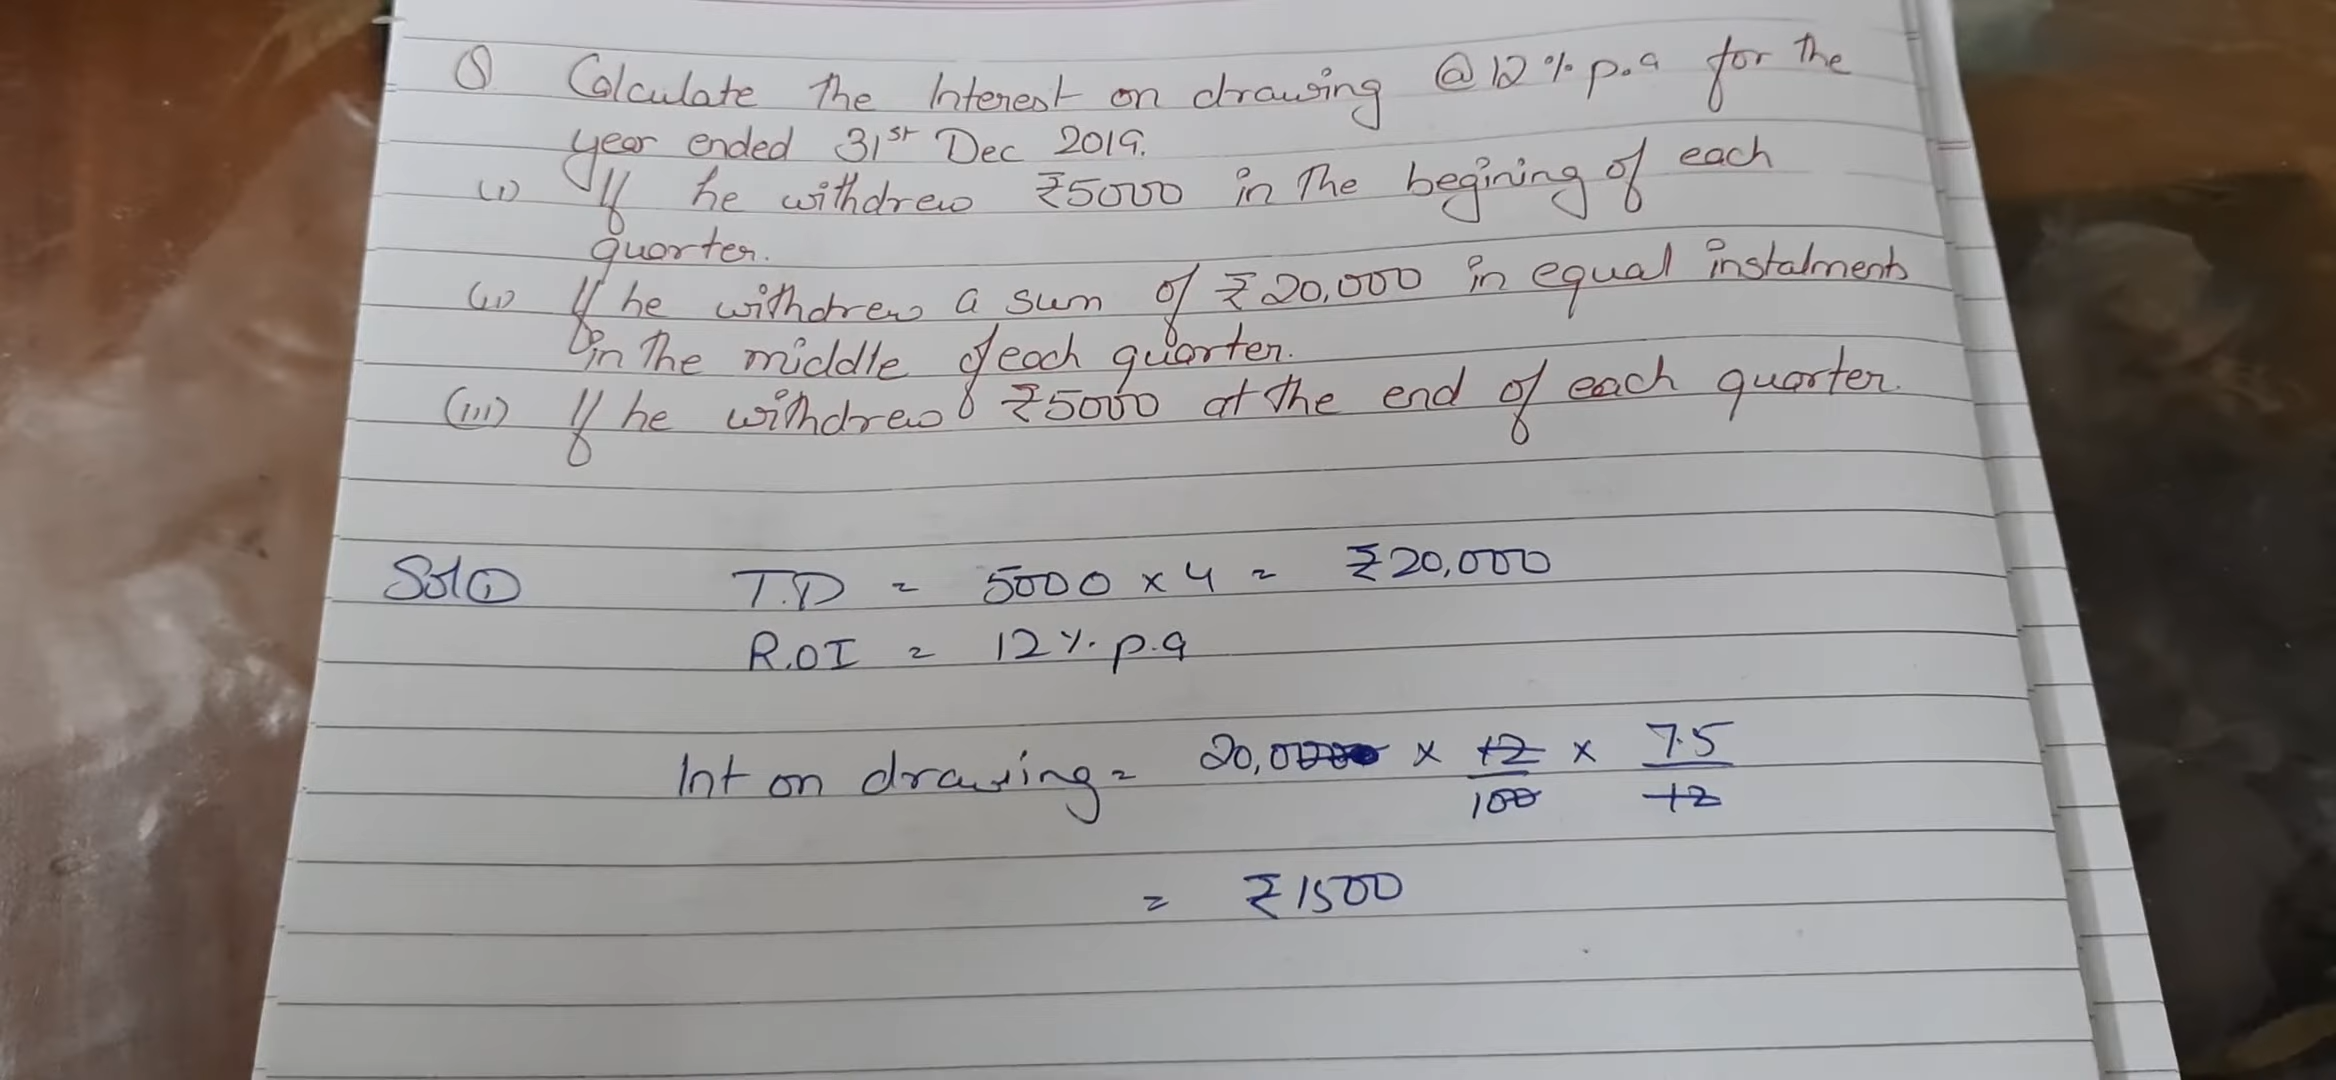 Q Calculate the Interest on drawing @ 12 % p.a for the
year ended 31st Dec 2019.
(i) If he withdrew ₹5000 in the begining of each
quarter.
(ii) If he withdrew a sum of ₹20,000 in equal instalments
in the middle of each quarter.
(iii) If he withdrew ₹5000 at the end of each quarter.
Sol (i) T.D = 5000 x 4 = ₹20,000
R.OI = 12 %. p.a
Int on drawing = 20,0000 x 12/100 x 7.5/12
= ₹1500